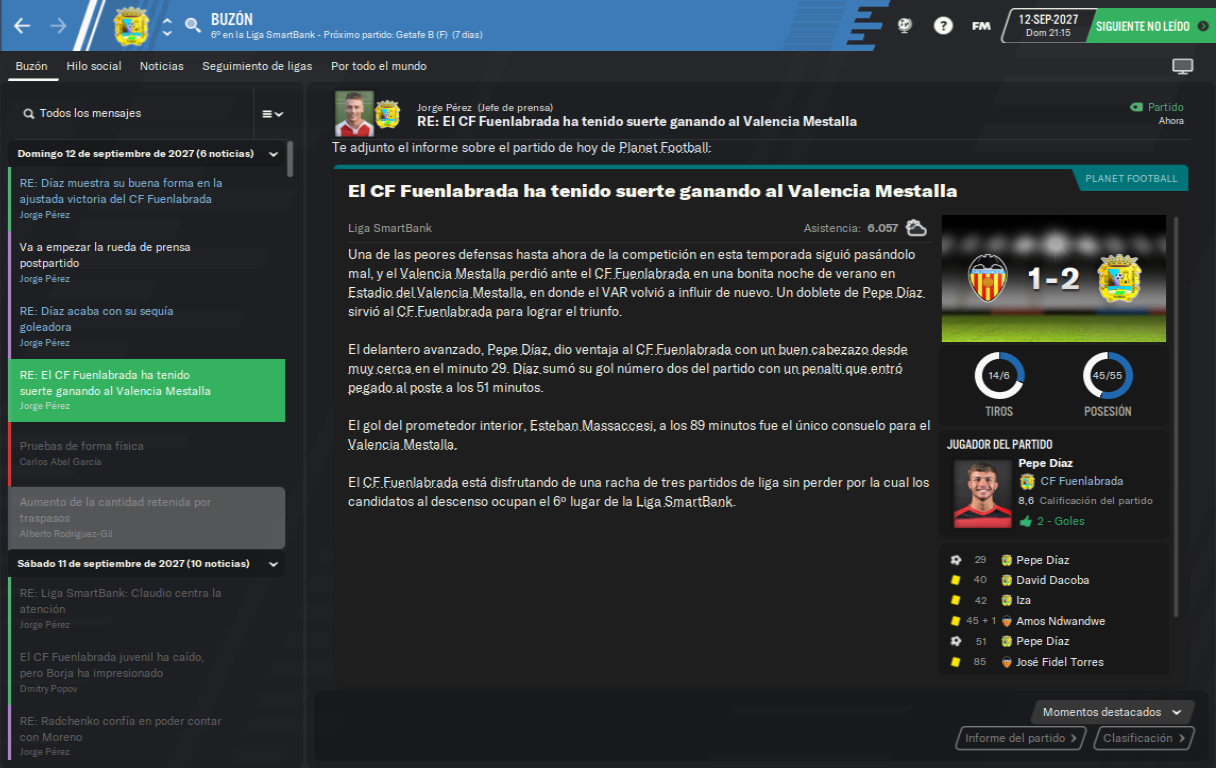 BUZÓN
6º en la Liga SmartBank - Próximo partido: Getafe B (F) (7 días)
?
FM
12-SEP-2027
Dom 21:15
SIGUIENTE NO LEÍDO
Buzón
Hilo social
Noticias
Seguimiento de ligas
Por todo el mundo
Todos los mensajes
Domingo 12 de septiembre de 2027 (6 noticias)
RE: Díaz muestra su buena forma en la
ajustada victoria del CF Fuenlabrada
Jorge Pérez
Va a empezar la rueda de prensa
postpartido
Jorge Pérez
RE: Díaz acaba con su sequía
goleadora
Jorge Pérez
RE: El CF Fuenlabrada ha tenido
suerte ganando al Valencia Mestalla
Jorge Pérez
Pruebas de forma física
Carlos Abel García
Aumento de la cantidad retenida por
traspasos
Alberto Rodríguez-Gil
Sábado 11 de septiembre de 2027 (10 noticias)
RE: Liga SmartBank: Claudio centra la
atención
Jorge Pérez
El CF Fuenlabrada juvenil ha caído,
pero Borja ha impresionado
Dmitry Popov
RE: Radchenko confía en poder contar
con Moreno
Jorge Pérez
Jorge Pérez (Jefe de prensa)
RE: El CF Fuenlabrada ha tenido suerte ganando al Valencia Mestalla
Partido
Ahora
Te adjunto el informe sobre el partido de hoy de Planet Football:
El CF Fuenlabrada ha tenido suerte ganando al Valencia Mestalla
PLANET FOOTBALL
Liga SmartBank
Asistencia: 6.057
Una de las peores defensas hasta ahora de la competición en esta temporada siguió pasándolo
mal, y el Valencia Mestalla perdió ante el CF Fuenlabrada en una bonita noche de verano en
Estadio del Valencia Mestalla, en donde el VAR volvió a influir de nuevo. Un doblete de Pepe Díaz
sirvió al CF Fuenlabrada para lograr el triunfo.
El delantero avanzado, Pepe Díaz, dio ventaja al CF Fuenlabrada con un buen cabezazo desde
muy cerca en el minuto 29. Díaz sumó su gol número dos del partido con un penalti que entró
pegado al poste a los 51 minutos.
El gol del prometedor interior, Esteban Massaccesi, a los 89 minutos fue el único consuelo para el
Valencia Mestalla.
El CF Fuenlabrada está disfrutando de una racha de tres partidos de liga sin perder por la cual los
candidatos al descenso ocupan el 6º lugar de la Liga SmartBank.
1-2
14/6
TIROS
45/55
POSESIÓN
JUGADOR DEL PARTIDO
Pepe Díaz
CF Fuenlabrada
8,6 Calificación del partido
2 - Goles
29 Pepe Díaz
40 David Dacoba
42 Iza
45 + 1 Amos Ndwandwe
51 Pepe Díaz
85 José Fidel Torres
Momentos destacados
Informe del partido
Clasificación